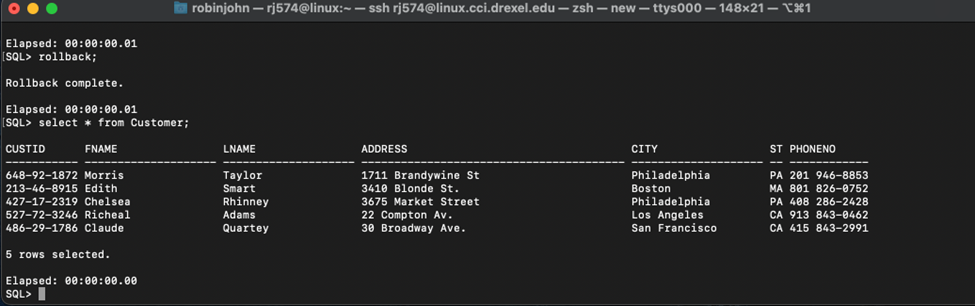 robinjohn — rj574@linux:~ — ssh rj574@linux.cci.drexel.edu — zsh — new — ttys000 — 148×21 — ⌥⌘1
Elapsed: 00:00:00.01
[SQL> rollback;
Rollback complete.
Elapsed: 00:00:00.01
[SQL> select * from Customer;
CUSTID FNAME LNAME ADDRESS CITY ST PHONENO
----------- -------------------- -------------------- ---------------------------------------- -------------------- -- ------------
648-92-1872 Morris Taylor 1711 Brandywine St Philadelphia PA 201 946-8853
213-46-8915 Edith Smart 3410 Blonde St. Boston MA 801 826-0752
427-17-2319 Chelsea Rhinney 3675 Market Street Philadelphia PA 408 286-2428
527-72-3246 Richeal Adams 22 Compton Av. Los Angeles CA 913 843-0462
486-29-1786 Claude Quartey 30 Broadway Ave. San Francisco CA 415 843-2991
5 rows selected.
Elapsed: 00:00:00.00
SQL>